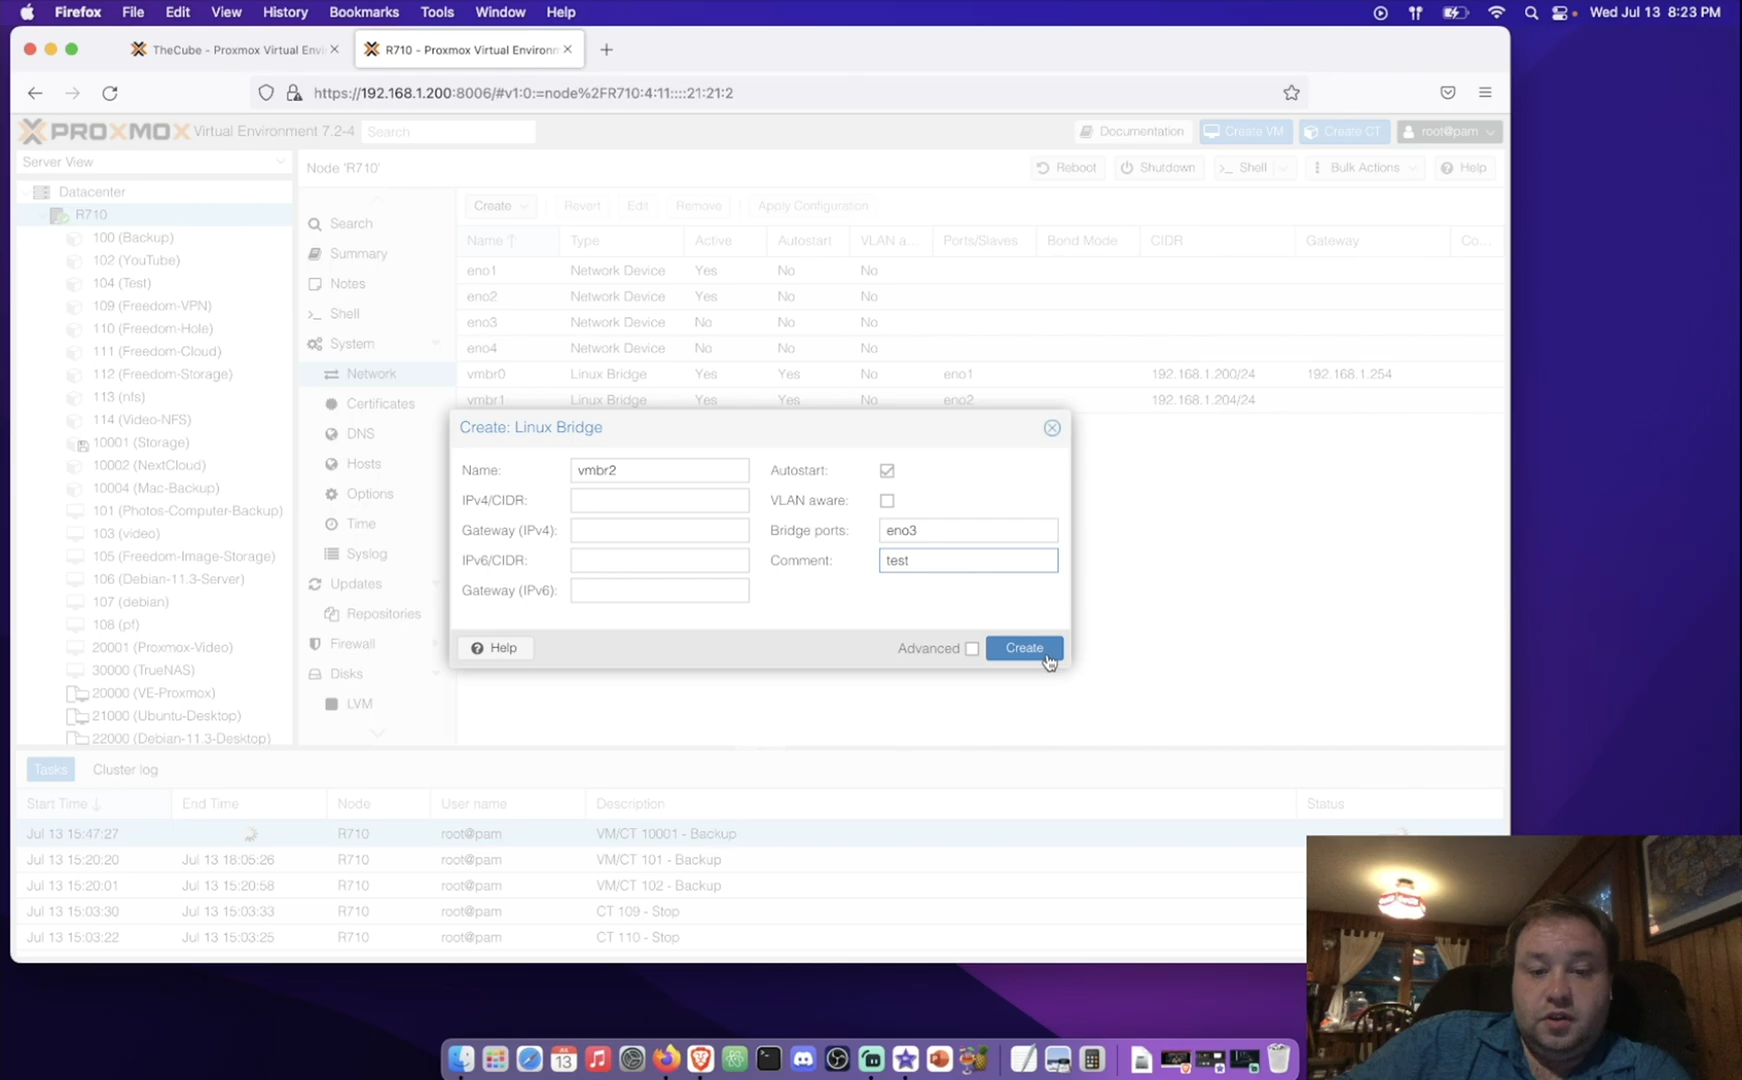 Firefox File Edit View History Bookmarks Tools Window Help Wed Jul 13 8:23 PM
TheCube - Proxmox Virtual Envi R710 - Proxmox Virtual Environm
https://192.168.1.200:8006/#v1:0:=node%2FR710:4:11::::21:21:2
PROXMOX Virtual Environment 7.2-4 Search Documentation Create VM Create CT root@pam
Server View
Node 'R710' Reboot Shutdown Shell Bulk Actions Help
Datacenter
R710
100 (Backup)
102 (YouTube)
104 (Test)
109 (Freedom-VPN)
110 (Freedom-Hole)
111 (Freedom-Cloud)
112 (Freedom-Storage)
113 (nfs)
114 (Video-NFS)
10001 (Storage)
10002 (NextCloud)
10004 (Mac-Backup)
101 (Photos-Computer-Backup)
103 (video)
105 (Freedom-Image-Storage)
106 (Debian-11.3-Server)
107 (debian)
108 (pf)
20001 (Proxmox-Video)
30000 (TrueNAS)
20000 (VE-Proxmox)
21000 (Ubuntu-Desktop)
22000 (Debian-11.3-Desktop)
Search
Summary
Notes
Shell
System
Network
Certificates
DNS
Hosts
Options
Time
Syslog
Updates
Repositories
Firewall
Disks
LVM
Create Revert Edit Remove Apply Configuration
Name Type Active Autostart VLAN a... Ports/Slaves Bond Mode CIDR Gateway Co...
eno1 Network Device Yes No No
eno2 Network Device Yes No No
eno3 Network Device No No No
eno4 Network Device No No No
vmbr0 Linux Bridge Yes Yes No eno1 192.168.1.200/24 192.168.1.254
vmbr1 Linux Bridge Yes Yes No eno2 192.168.1.204/24
Create: Linux Bridge
Name: vmbr2 Autostart:
IPv4/CIDR: VLAN aware:
Gateway (IPv4): Bridge ports: eno3
IPv6/CIDR: Comment: test
Gateway (IPv6):
Help Advanced Create
Tasks Cluster log
Start Time End Time Node User name Description Status
Jul 13 15:47:27 R710 root@pam VM/CT 10001 - Backup
Jul 13 15:20:20 Jul 13 18:05:26 R710 root@pam VM/CT 101 - Backup
Jul 13 15:20:01 Jul 13 15:20:58 R710 root@pam VM/CT 102 - Backup
Jul 13 15:03:30 Jul 13 15:03:33 R710 root@pam CT 109 - Stop
Jul 13 15:03:22 Jul 13 15:03:25 R710 root@pam CT 110 - Stop
JUL
13